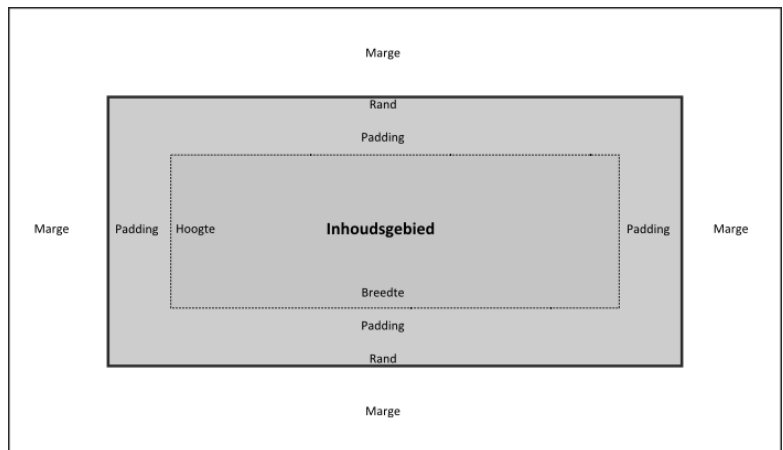 Marge
Rand
Padding
Marge Padding Hoogte Inhoudsgebied Padding Marge
Breedte
Padding
Rand
Marge